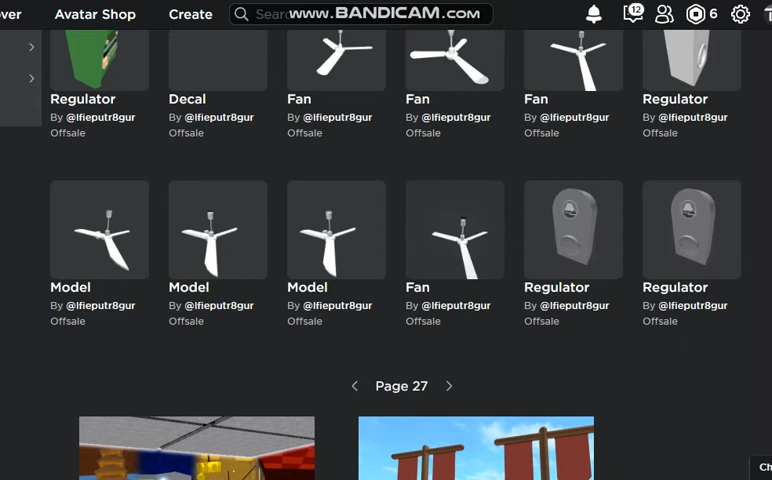 over Avatar Shop Create Search www.BANDICAM.com 12 6
Regulator Decal Fan Fan Fan Regulator
By @lfieputr8gur By @lfieputr8gur By @lfieputr8gur By @lfieputr8gur By @lfieputr8gur By @lfieputr8gur
Offsale Offsale Offsale Offsale Offsale Offsale
Model Model Model Fan Regulator Regulator
By @lfieputr8gur By @lfieputr8gur By @lfieputr8gur By @lfieputr8gur By @lfieputr8gur By @lfieputr8gur
Offsale Offsale Offsale Offsale Offsale Offsale
Page 27
Ch